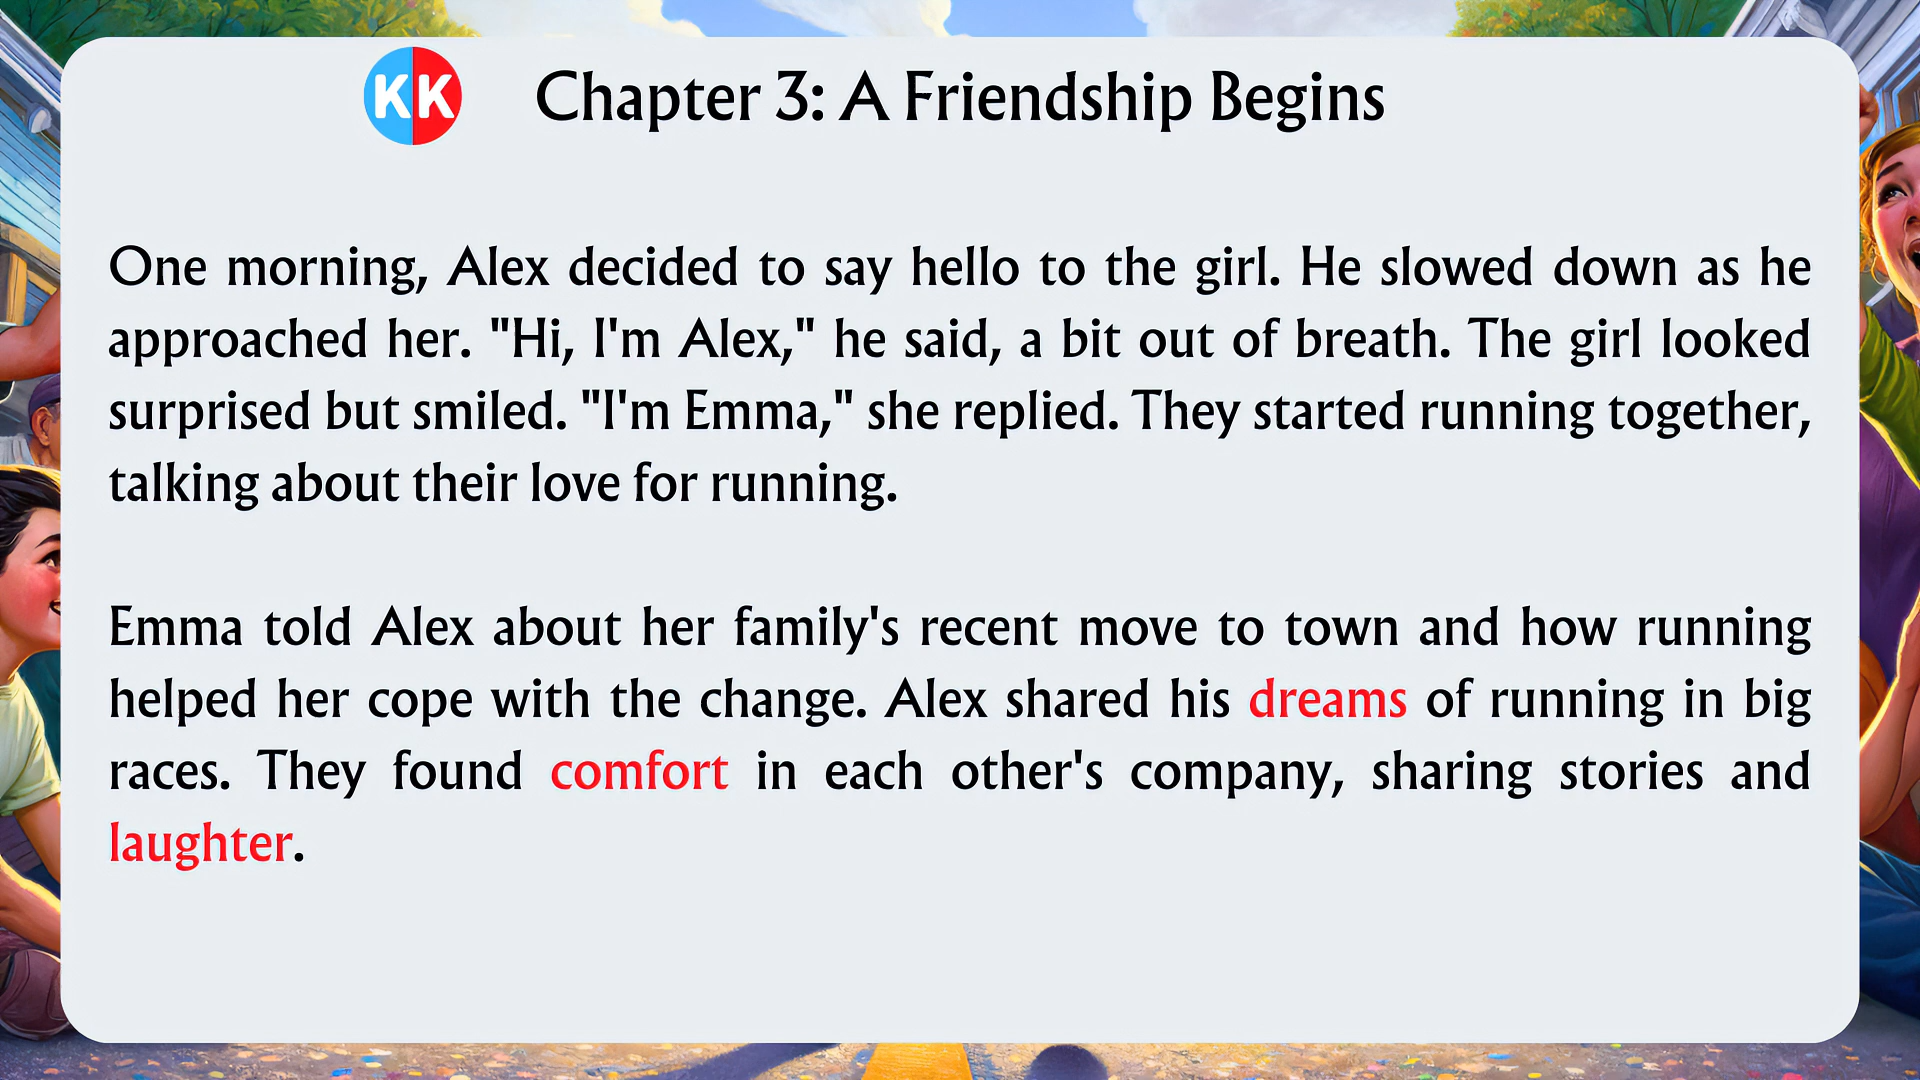 KK
Chapter 3: A Friendship Begins
One morning, Alex decided to say hello to the girl. He slowed down as he
approached her. "Hi, I'm Alex," he said, a bit out of breath. The girl looked
surprised but smiled. "I'm Emma," she replied. They started running together,
talking about their love for running.
Emma told Alex about her family's recent move to town and how running
helped her cope with the change. Alex shared his dreams of running in big
races. They found comfort in each other's company, sharing stories and
laughter.